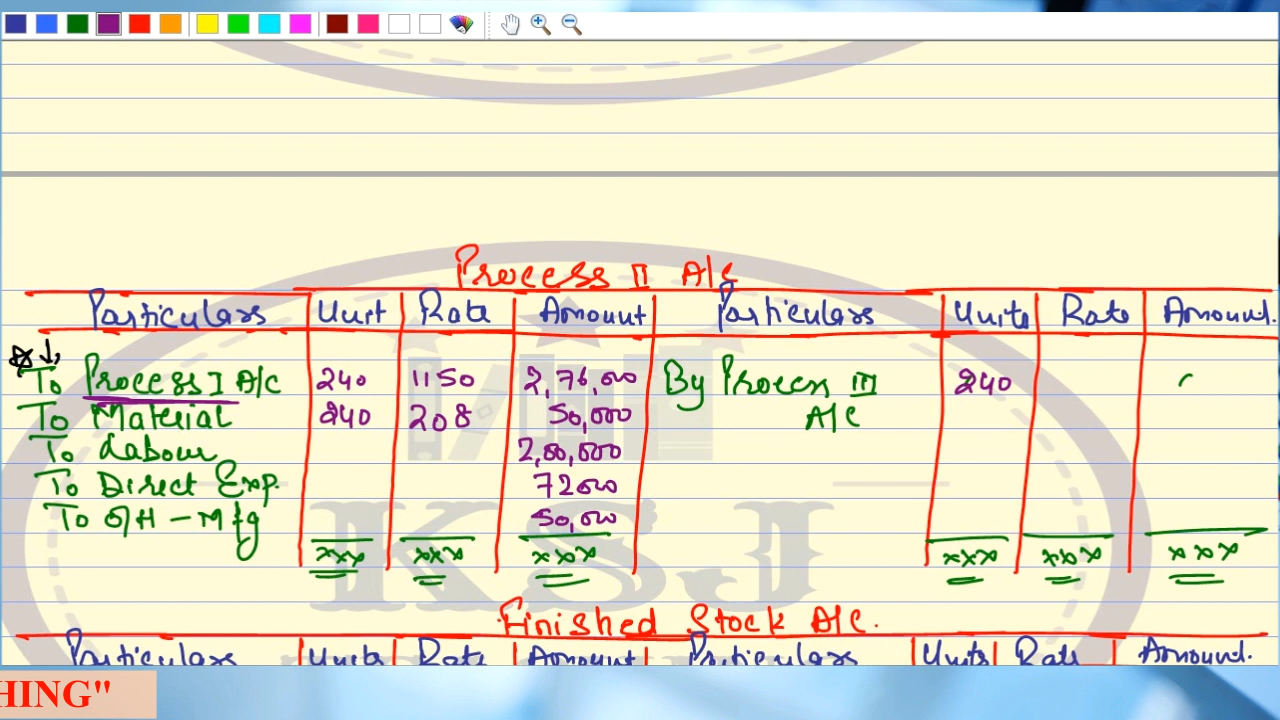 Process II A/c
Particulars Unit Rate Amount Particulars Units Rate Amount.
To Process I A/c 240 1150 2,76,000 By Process III 240
To Material 240 208 50,000 A/c
To Labour 2,00,000
To Direct Exp. 72000
To O/H - Mfg 50,000
xxx xxx xxx xxx xxx xxx
KSJ
Finished Stock A/c.
Particulars Units Rate Amount Particulars Units Rate Amount.
HING"